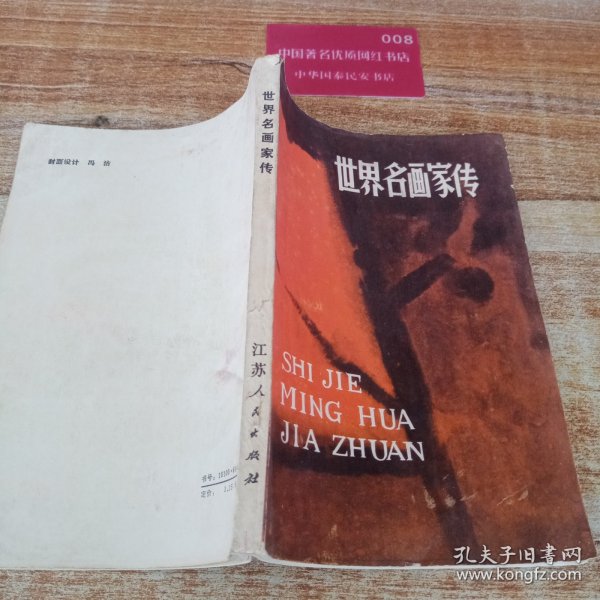 008
中国著名优质网红书店
中华国泰民安书店
世界名画家传
SHI JIE
MING HUA
JIA ZHUAN
世界名画家传
江苏人民出版社
封面设计 冯
书号:
定价:
孔夫子旧书网
www.kongfz.com